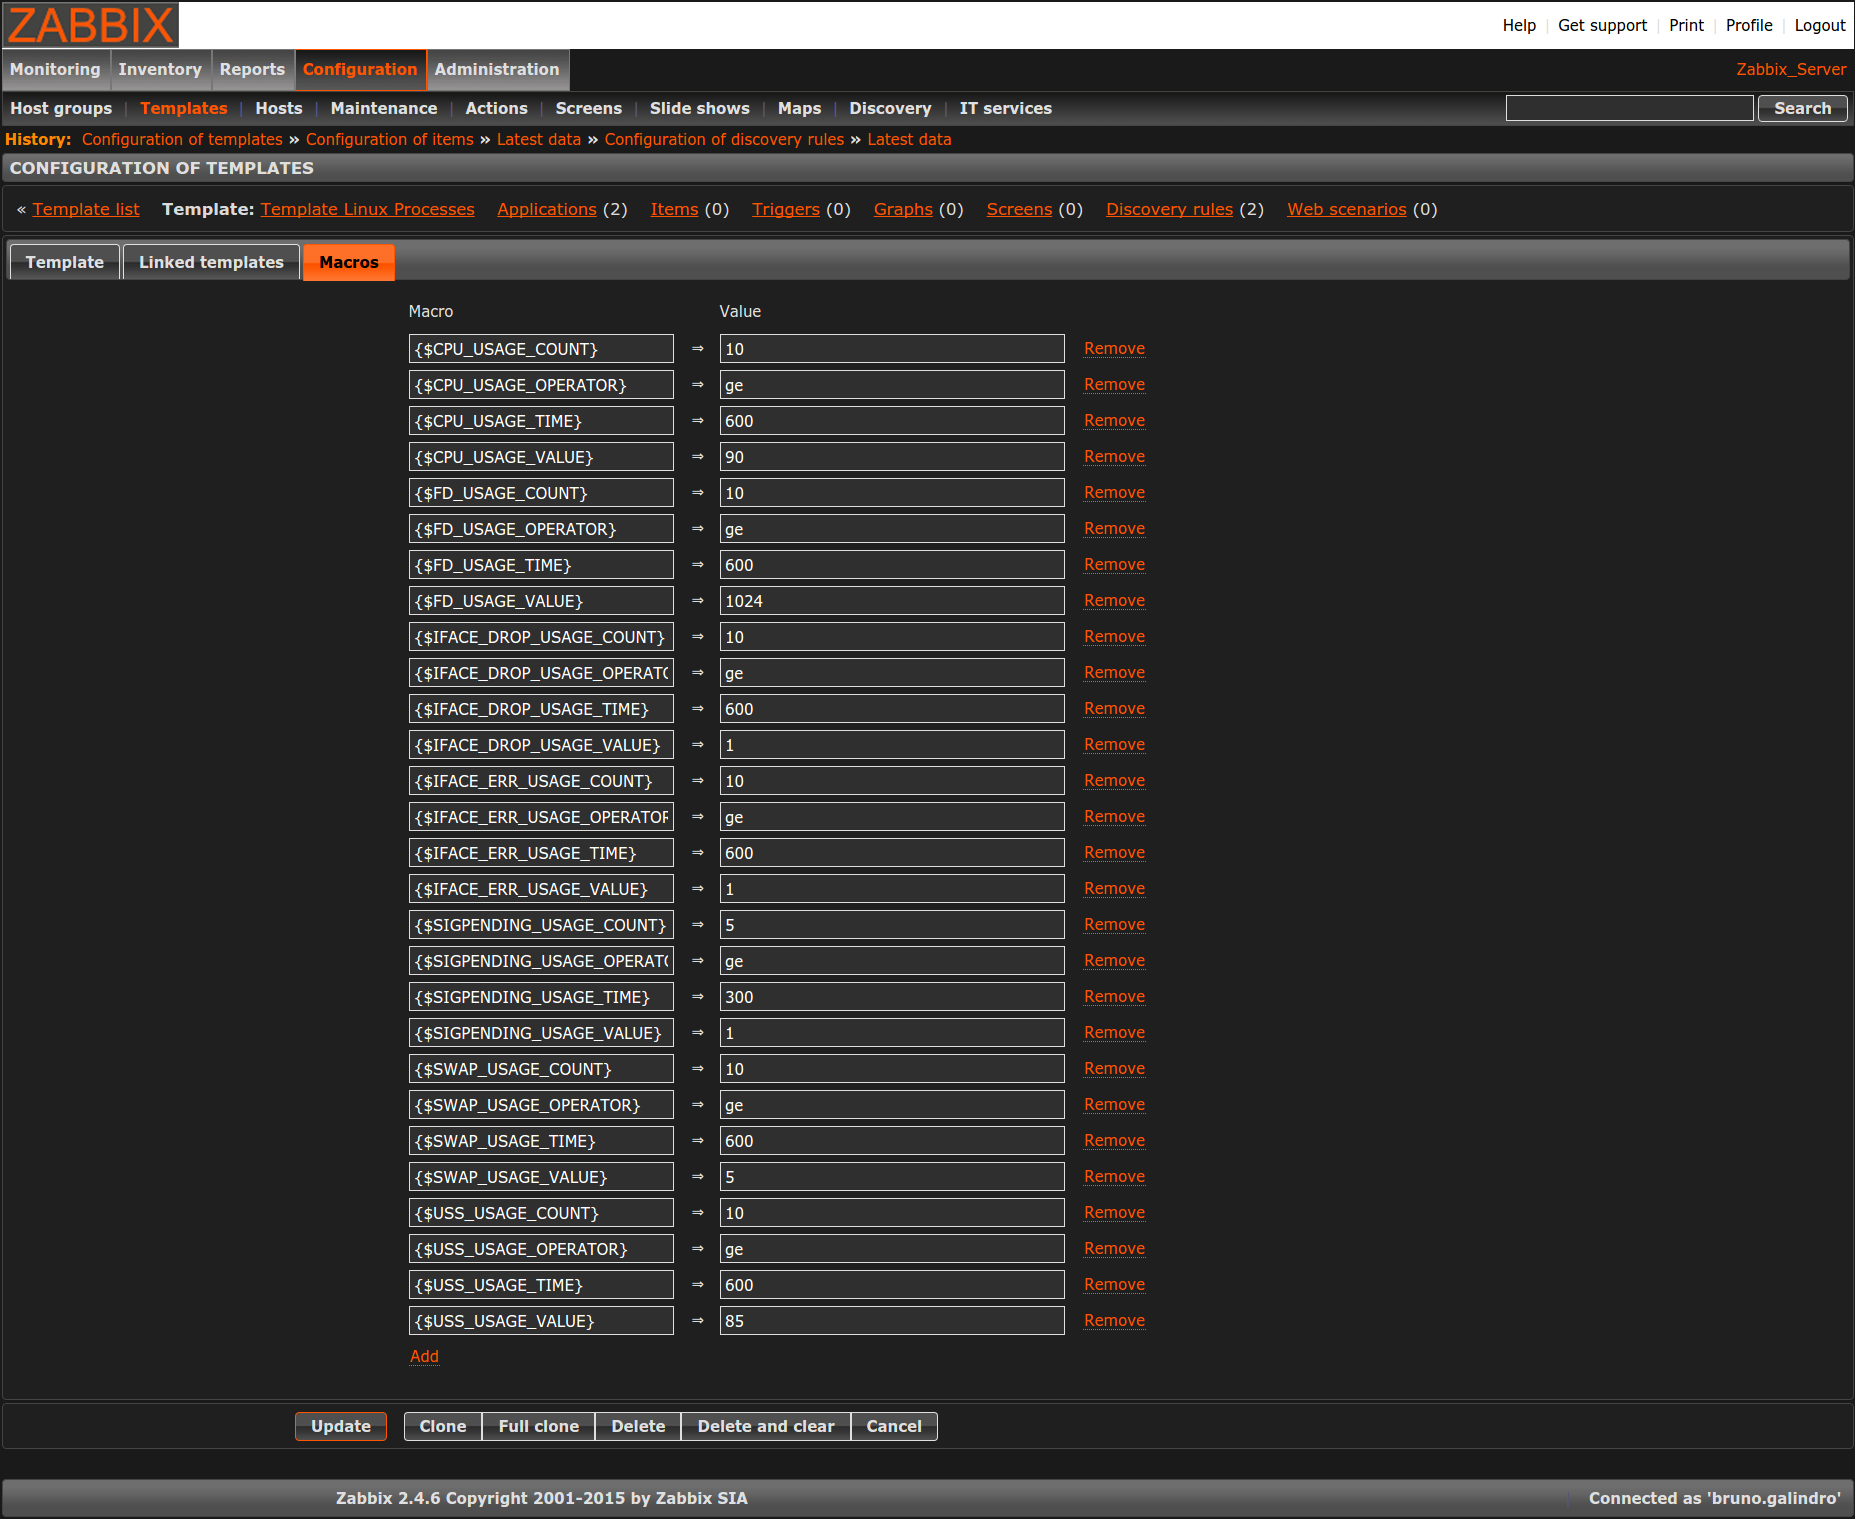 ZABBIX
Help | Get support | Print | Profile | Logout
Monitoring Inventory Reports Configuration Administration Zabbix_Server
Host groups | Templates | Hosts | Maintenance | Actions | Screens | Slide shows | Maps | Discovery | IT services Search
History: Configuration of templates » Configuration of items » Latest data » Configuration of discovery rules » Latest data
CONFIGURATION OF TEMPLATES
« Template list Template: Template Linux Processes Applications (2) Items (0) Triggers (0) Graphs (0) Screens (0) Discovery rules (2) Web scenarios (0)
Template Linked templates Macros
Macro Value
{$CPU_USAGE_COUNT} ⇒ 10 Remove
{$CPU_USAGE_OPERATOR} ⇒ ge Remove
{$CPU_USAGE_TIME} ⇒ 600 Remove
{$CPU_USAGE_VALUE} ⇒ 90 Remove
{$FD_USAGE_COUNT} ⇒ 10 Remove
{$FD_USAGE_OPERATOR} ⇒ ge Remove
{$FD_USAGE_TIME} ⇒ 600 Remove
{$FD_USAGE_VALUE} ⇒ 1024 Remove
{$IFACE_DROP_USAGE_COUNT} ⇒ 10 Remove
{$IFACE_DROP_USAGE_OPERATO ⇒ ge Remove
{$IFACE_DROP_USAGE_TIME} ⇒ 600 Remove
{$IFACE_DROP_USAGE_VALUE} ⇒ 1 Remove
{$IFACE_ERR_USAGE_COUNT} ⇒ 10 Remove
{$IFACE_ERR_USAGE_OPERATOR ⇒ ge Remove
{$IFACE_ERR_USAGE_TIME} ⇒ 600 Remove
{$IFACE_ERR_USAGE_VALUE} ⇒ 1 Remove
{$SIGPENDING_USAGE_COUNT} ⇒ 5 Remove
{$SIGPENDING_USAGE_OPERATO ⇒ ge Remove
{$SIGPENDING_USAGE_TIME} ⇒ 300 Remove
{$SIGPENDING_USAGE_VALUE} ⇒ 1 Remove
{$SWAP_USAGE_COUNT} ⇒ 10 Remove
{$SWAP_USAGE_OPERATOR} ⇒ ge Remove
{$SWAP_USAGE_TIME} ⇒ 600 Remove
{$SWAP_USAGE_VALUE} ⇒ 5 Remove
{$USS_USAGE_COUNT} ⇒ 10 Remove
{$USS_USAGE_OPERATOR} ⇒ ge Remove
{$USS_USAGE_TIME} ⇒ 600 Remove
{$USS_USAGE_VALUE} ⇒ 85 Remove
Add
Update Clone Full clone Delete Delete and clear Cancel
Zabbix 2.4.6 Copyright 2001-2015 by Zabbix SIA | Connected as 'bruno.galindro'